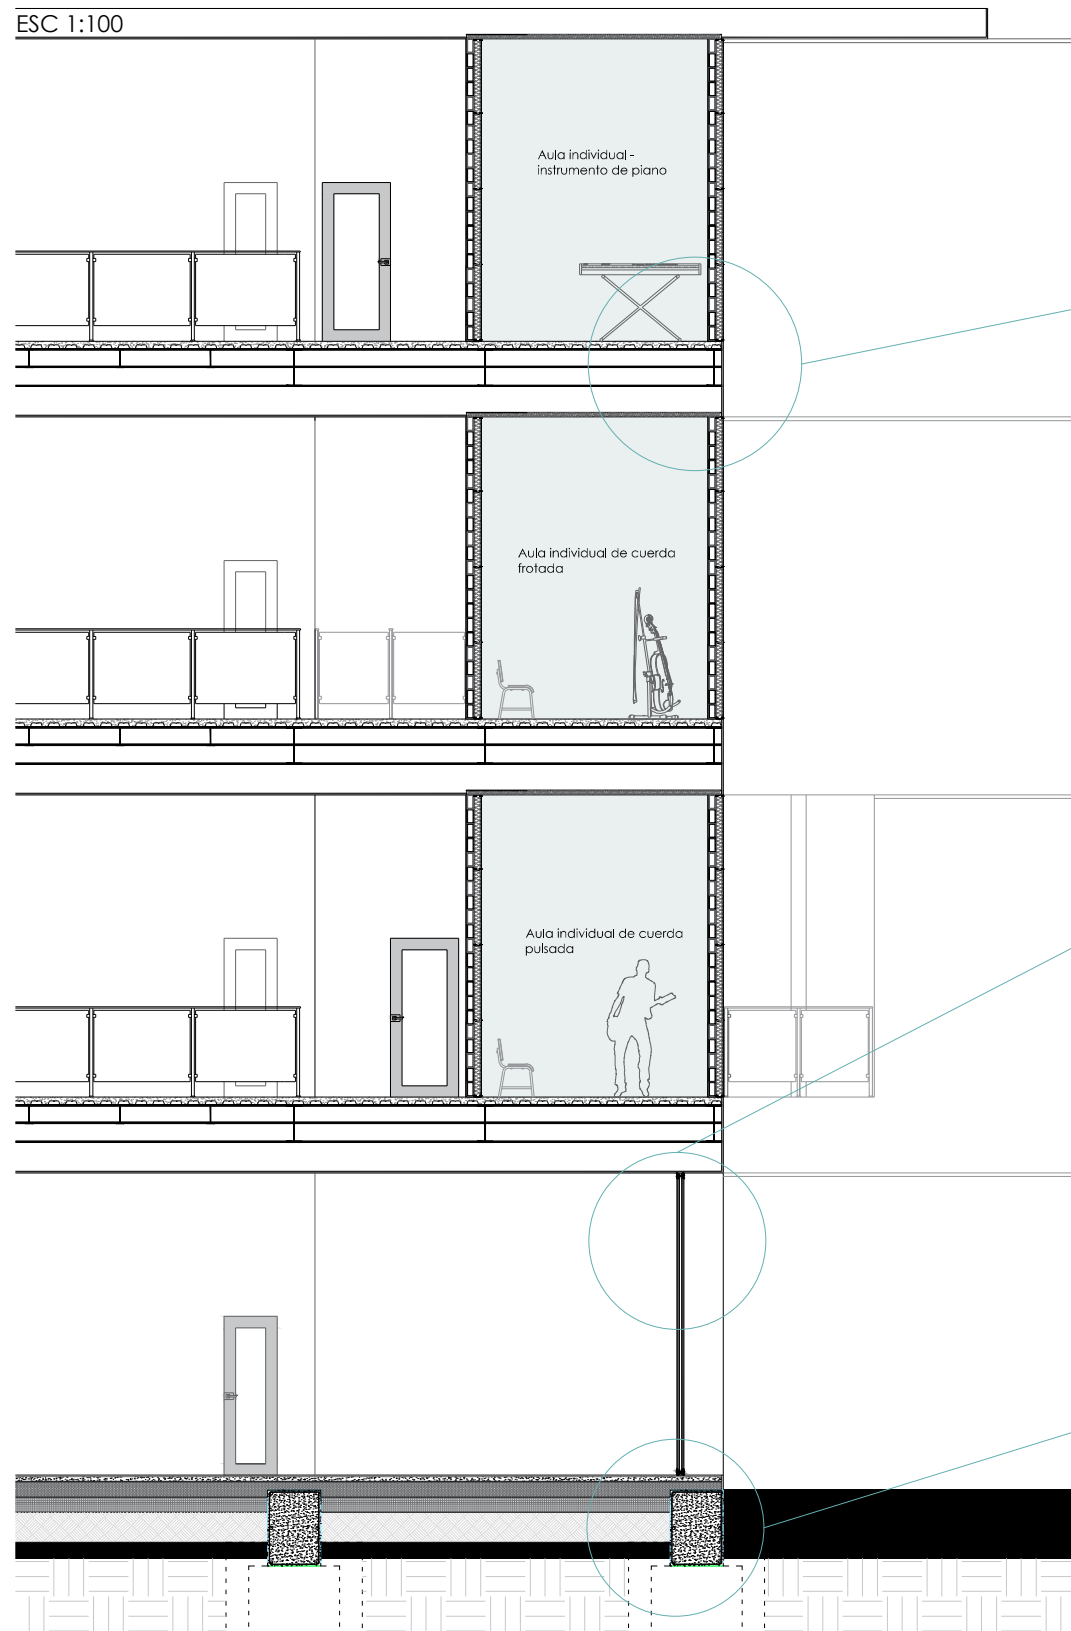 ESC 1:100
Aula individual -
instrumento de piano
Aula individual de cuerda
frotada
Aula individual de cuerda
pulsada